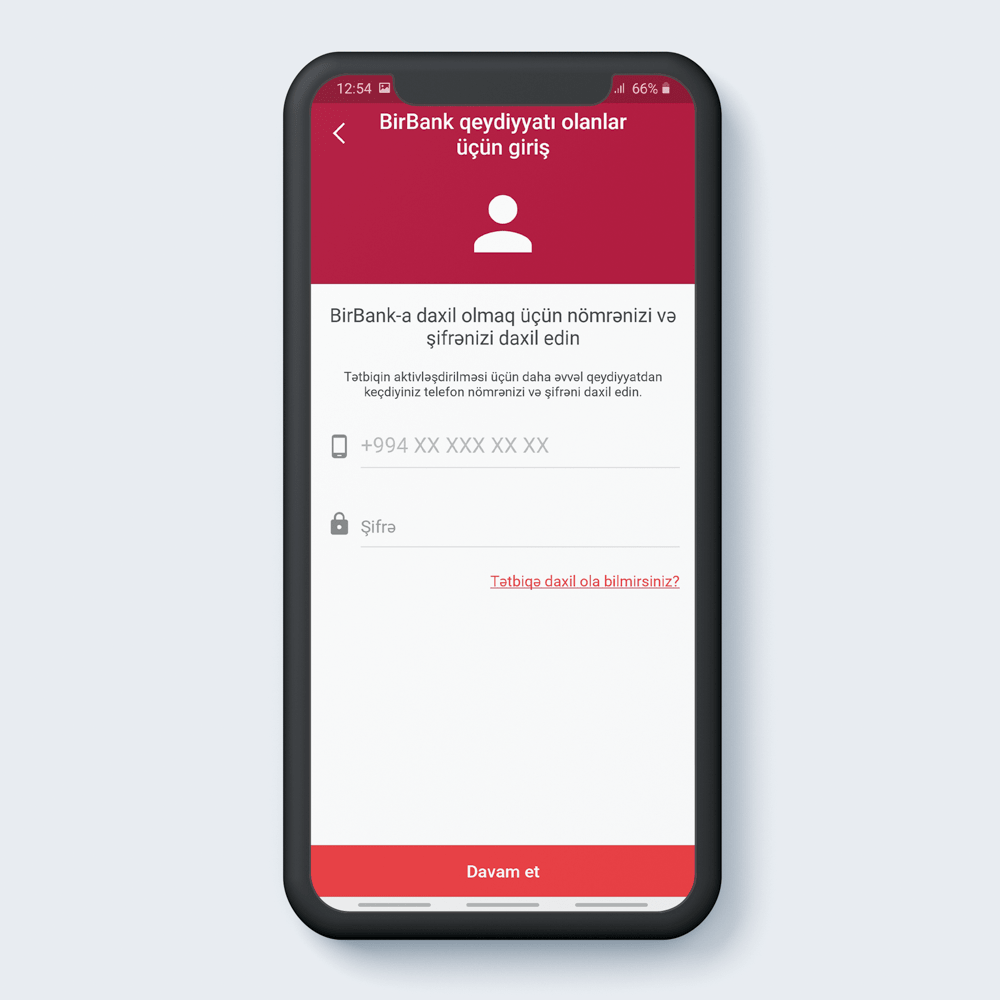 12:54 66%
BirBank qeydiyyatı olanlar
üçün giriş
BirBank-a daxil olmaq üçün nömrənizi və
şifrənizi daxil edin
Tətbiqin aktivləşdirilməsi üçün daha əvvəl qeydiyyatdan
keçdiyiniz telefon nömrənizi və şifrəni daxil edin.
+994 XX XXX XX XX
Şifrə
Tətbiqə daxil ola bilmirsiniz?
Davam et